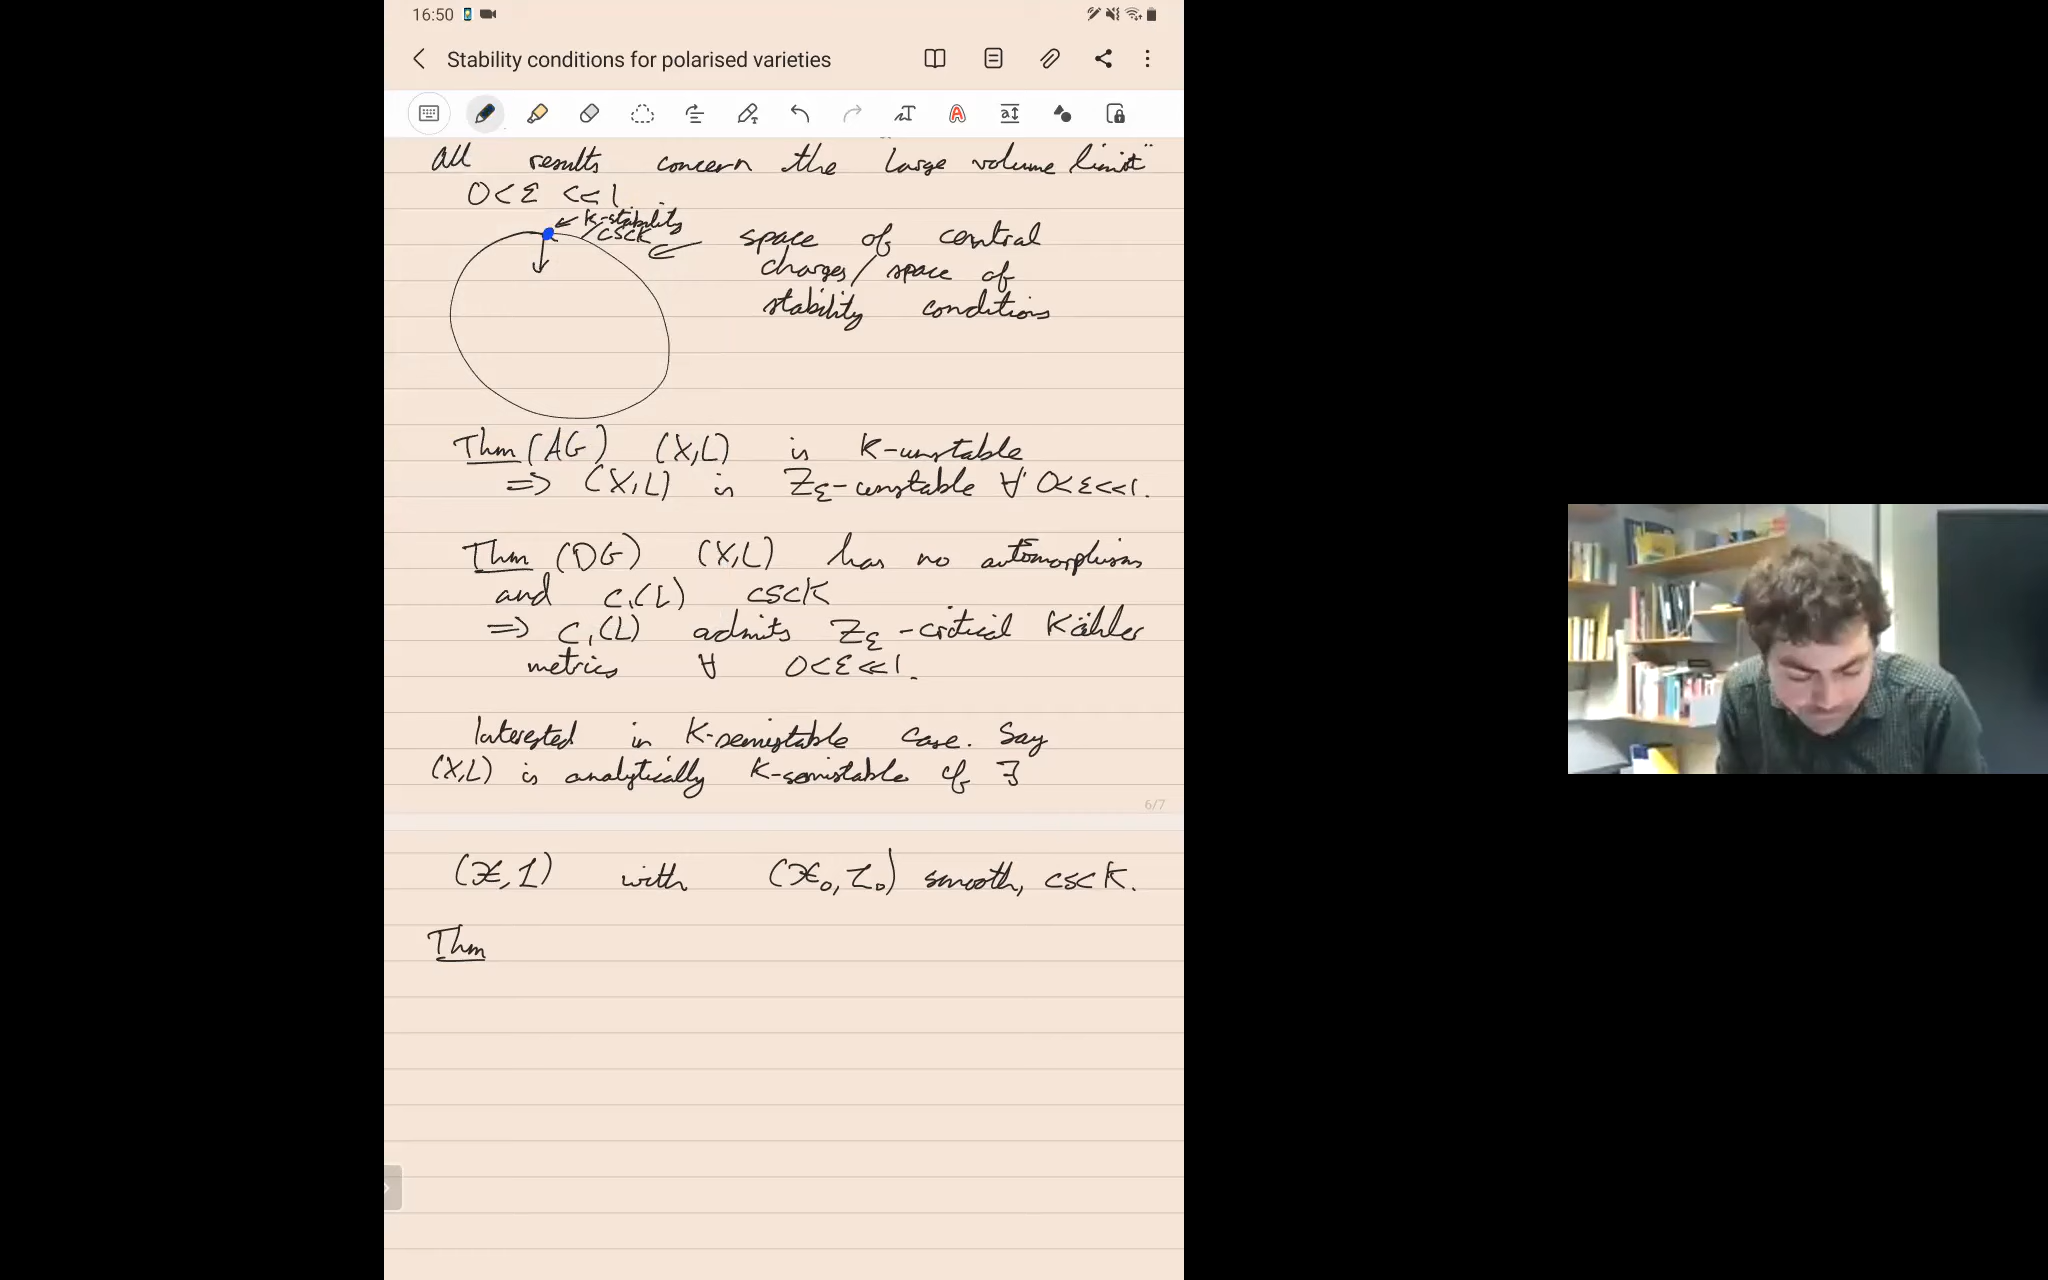 16:50
Stability conditions for polarised varieties
All results concern the "large volume limit"
0<ε<<1
K-stability
/cscK
space of central
charges/space of
stability conditions
Thm (AG) (X,L) is K-unstable
⇒ (X,L) is Z_ε-unstable ∀ 0<ε<<1.
Thm (DG) (X,L) has no automorphisms
and c₁(L) cscK
⇒ c₁(L) admits Z_ε-critical Kähler
metrics ∀ 0<ε<<1.
Interested in K-semistable case. Say
(X,L) is analytically K-semistable if ∃
6/7
(𝒳,ℒ) with (𝒳₀,ℒ₀) smooth, cscK.
Thm